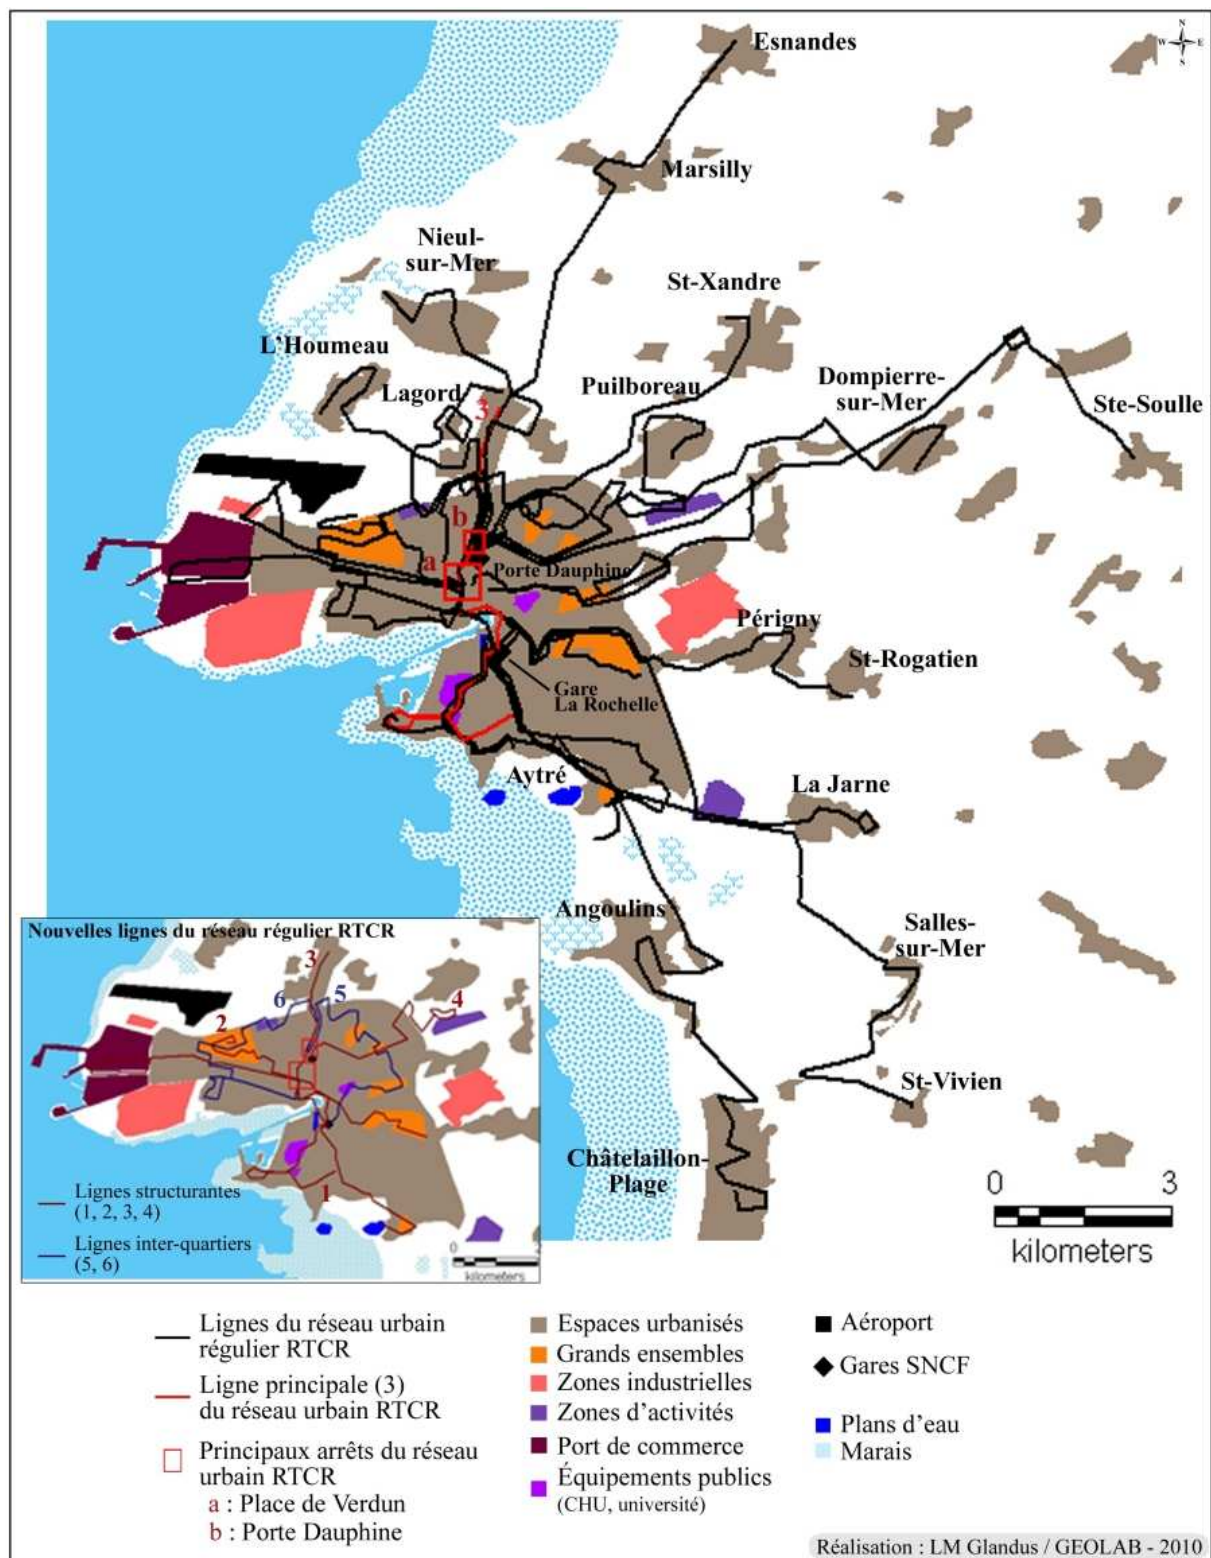 N
W E
S
Esnandes
Marsilly
Nieul-
sur-Mer
St-Xandre
L'Houmeau
Lagord
3
Puilboreau
Dompierre-
sur-Mer
Ste-Soulle
b
a
Porte Dauphine
Périgny
St-Rogatien
Gare
La Rochelle
Aytré
La Jarne
Angoulins
Salles-
sur-Mer
St-Vivien
Châtelaillon-
Plage
0 3
kilometers
Nouvelles lignes du réseau régulier RTCR
3
6 5
4
2
1
Lignes structurantes
(1, 2, 3, 4)
Lignes inter-quartiers
(5, 6)
0
kilometers
Lignes du réseau urbain
régulier RTCR
Ligne principale (3)
du réseau urbain RTCR
Principaux arrêts du réseau
urbain RTCR
a : Place de Verdun
b : Porte Dauphine
Espaces urbanisés
Grands ensembles
Zones industrielles
Zones d'activités
Port de commerce
Équipements publics
(CHU, université)
Aéroport
Gares SNCF
Plans d'eau
Marais
Réalisation : LM Glandus / GEOLAB - 2010